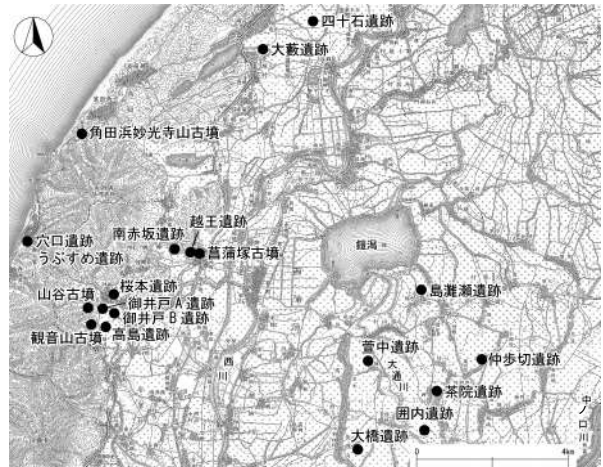 四十石遺跡
大藪遺跡
角田浜妙光寺山古墳
越王遺跡
南赤坂遺跡
菖蒲塚古墳
穴口遺跡
うぶすめ遺跡
鎧潟
桜本遺跡
島灘瀬遺跡
山谷古墳
御井戸A遺跡
御井戸B遺跡
観音山古墳
高島遺跡
西川
萱中遺跡
大通川
仲歩切遺跡
茶院遺跡
囲内遺跡
中ノロ川
大橋遺跡
0
4km